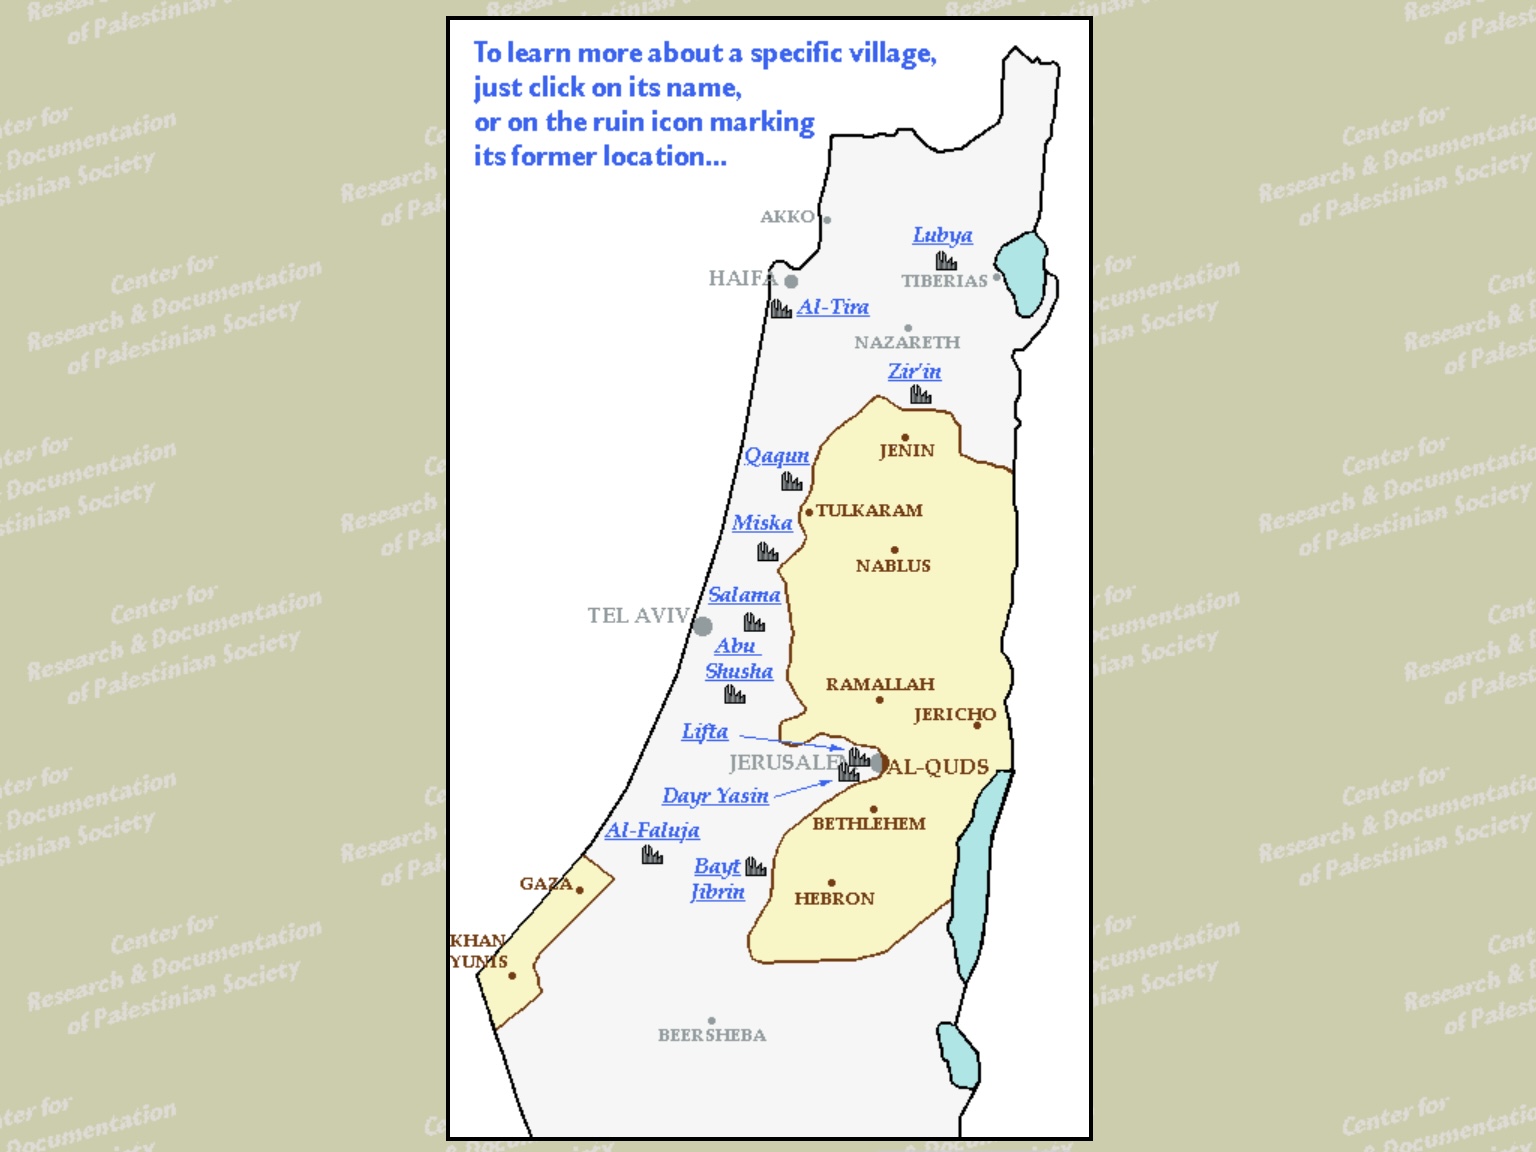 To learn more about a specific village,
just click on its name,
or on the ruin icon marking
its former location...
AKKO
Lubya
HAIFA
TIBERIAS
Al-Tira
NAZARETH
Zir'in
JENIN
Qaqun
TULKARAM
Miska
NABLUS
Salama
TEL AVIV
Abu
Shusha
RAMALLAH
JERICHO
Lifta
JERUSALEM
AL-QUDS
Dayr Yasin
BETHLEHEM
Al-Faluja
Bayt
Jibrin
GAZA
HEBRON
KHAN
YUNIS
BEERSHEBA
Center for
Research & Documentation
of Palestinian Society